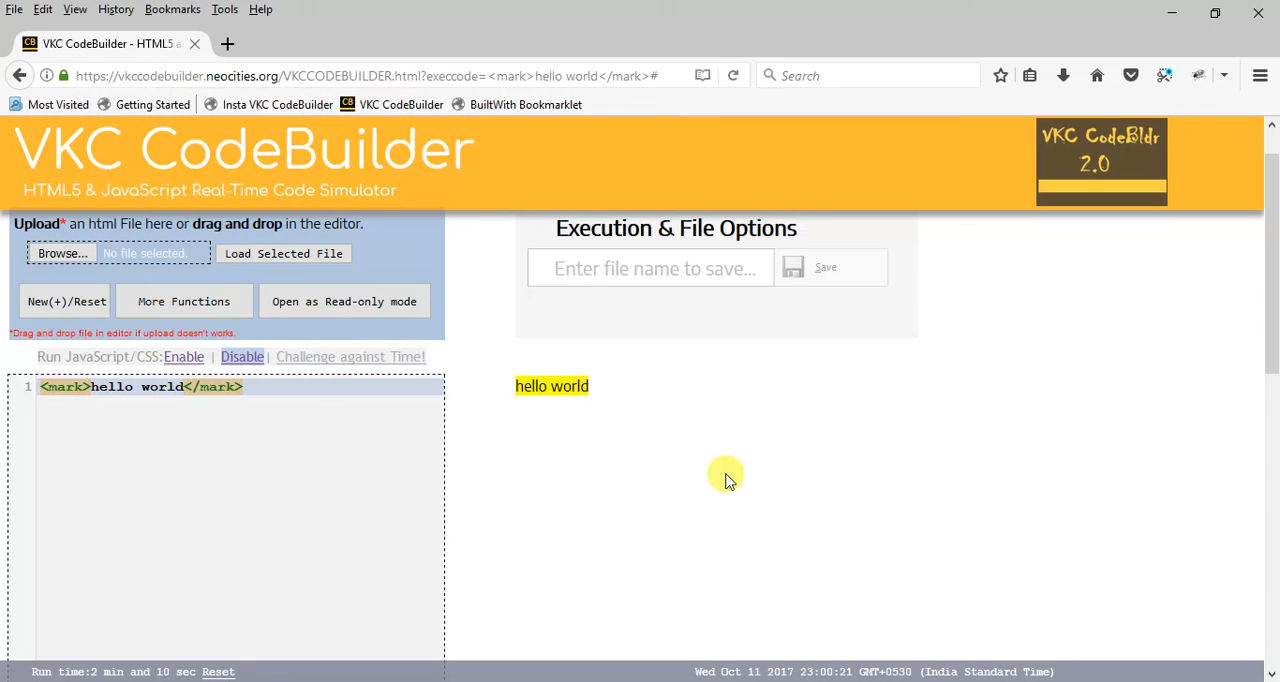 File Edit View History Bookmarks Tools Help
CB VKC CodeBuilder - HTML5 a
https://vkccodebuilder.neocities.org/VKCCODEBUILDER.html?execcode=<mark>hello world</mark># Search
Most Visited Getting Started Insta VKC CodeBuilder CB VKC CodeBuilder BuiltWith Bookmarklet
VKC CodeBuilder
HTML5 & JavaScript Real-Time Code Simulator
VKC CodeBldr
2.0
Upload* an html File here or drag and drop in the editor.
Browse... No file selected. Load Selected File
New(+)/Reset More Functions Open as Read-only mode
*Drag and drop file in editor if upload doesn't works.
Run JavaScript/CSS:Enable | Disable| Challenge against Time!
1 <mark>hello world</mark>
Execution & File Options
Enter file name to save... Save
hello world
Run time:2 min and 10 sec Reset
Wed Oct 11 2017 23:00:21 GMT+0530 (India Standard Time)